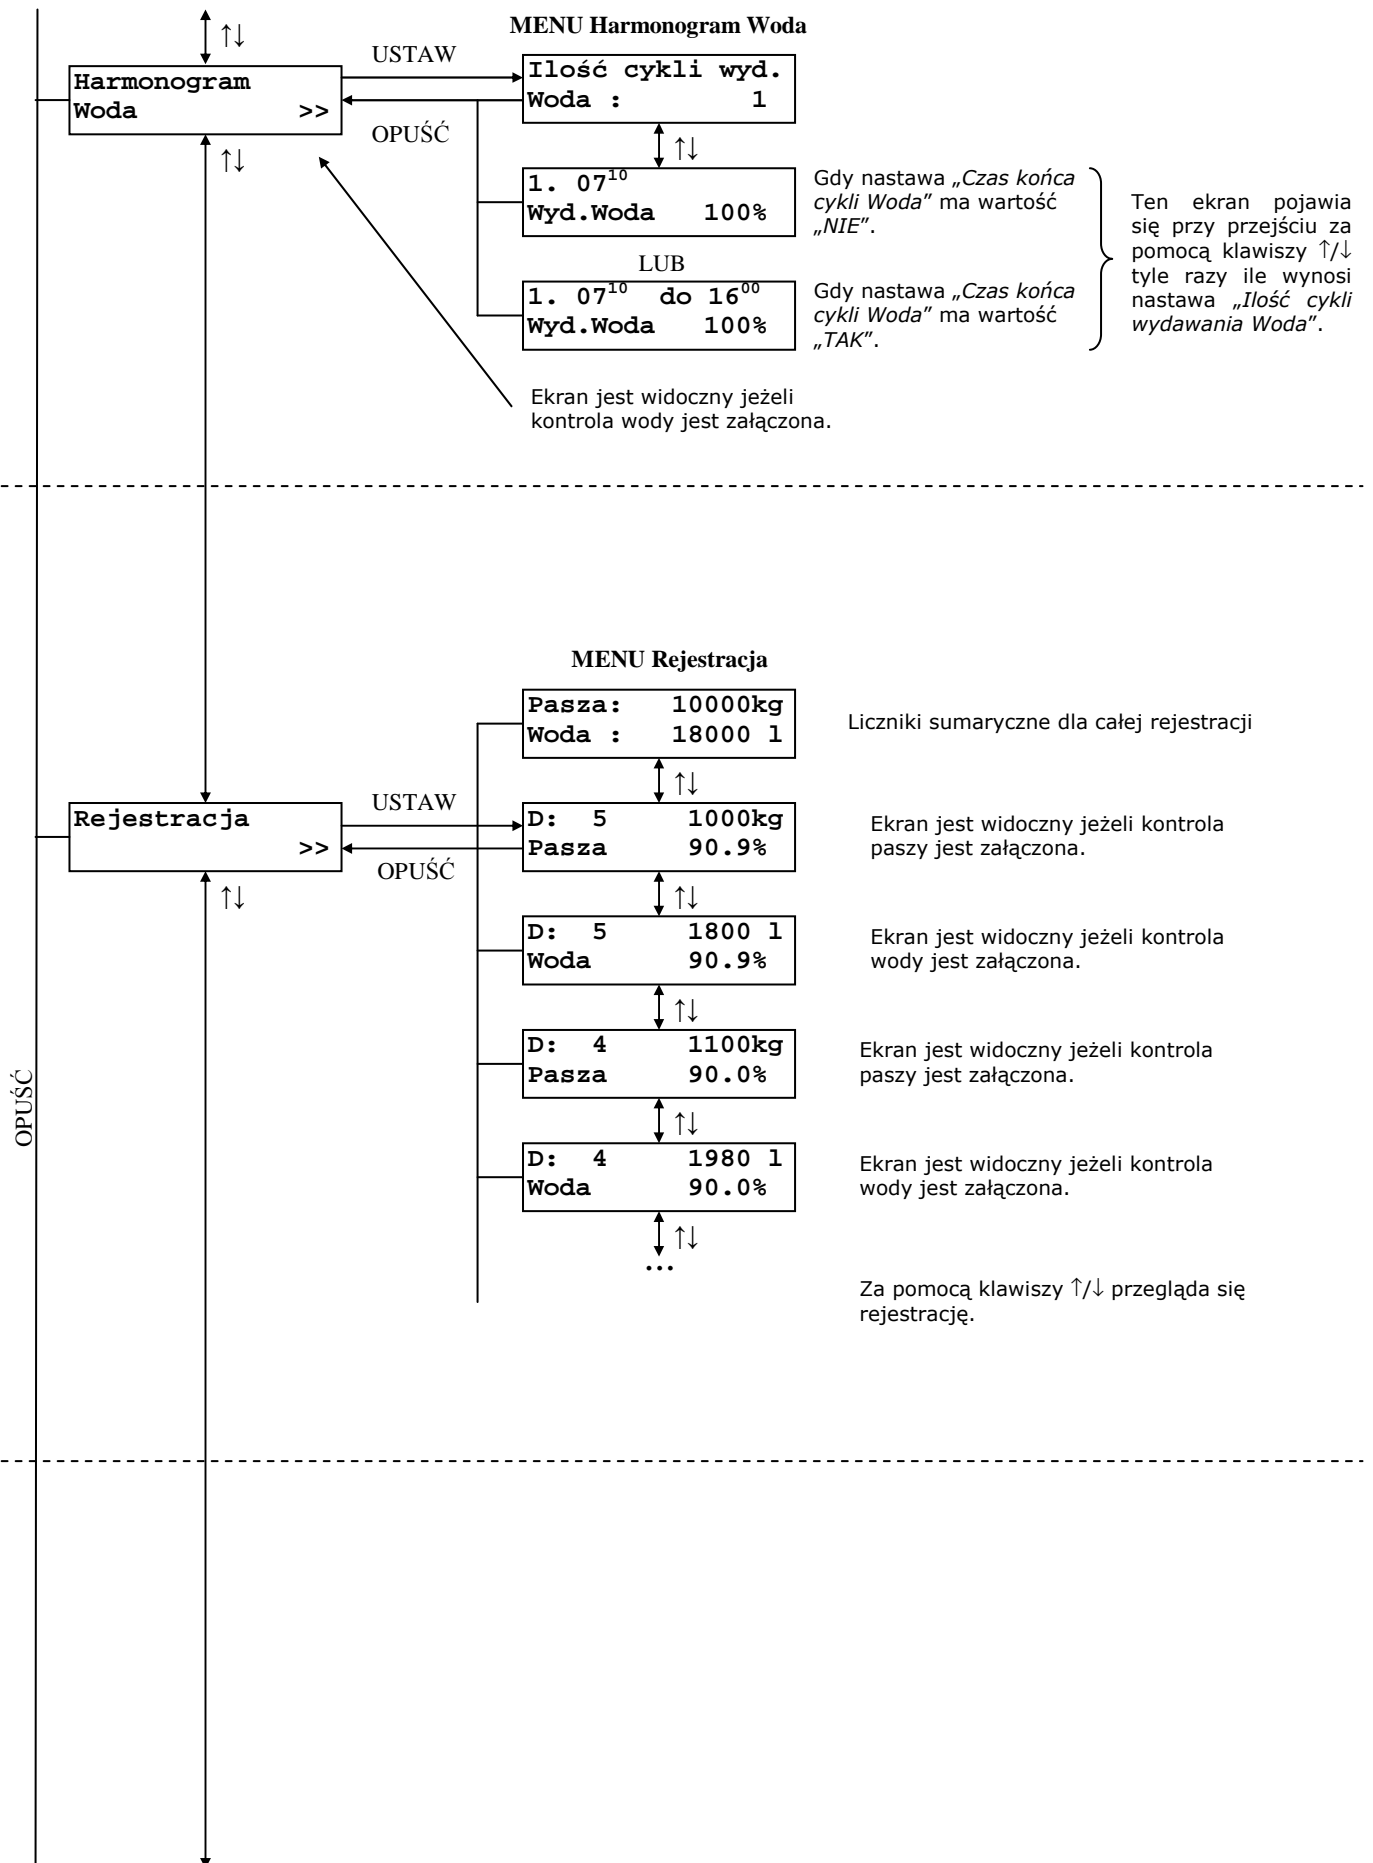 MENU Harmonogram Woda
↑↓
USTAW
Harmonogram
Woda >>
OPUŚĆ
↑↓
Ilość cykli wyd.
Woda : 1
↑↓
1. 07¹⁰
Wyd.Woda 100%
Gdy nastawa „Czas końca
cykli Woda” ma wartość
„NIE”.
LUB
1. 07¹⁰ do 16⁰⁰
Wyd.Woda 100%
Gdy nastawa „Czas końca
cykli Woda” ma wartość
„TAK”.
Ten ekran pojawia
się przy przejściu za
pomocą klawiszy ↑/↓
tyle razy ile wynosi
nastawa „Ilość cykli
wydawania Woda”.
Ekran jest widoczny jeżeli
kontrola wody jest załączona.
MENU Rejestracja
Pasza: 10000kg
Woda : 18000 l
Liczniki sumaryczne dla całej rejestracji
↑↓
Rejestracja
>>
USTAW
OPUŚĆ
↑↓
D: 5 1000kg
Pasza 90.9%
Ekran jest widoczny jeżeli kontrola
paszy jest załączona.
↑↓
D: 5 1800 l
Woda 90.9%
Ekran jest widoczny jeżeli kontrola
wody jest załączona.
↑↓
D: 4 1100kg
Pasza 90.0%
Ekran jest widoczny jeżeli kontrola
paszy jest załączona.
↑↓
D: 4 1980 l
Woda 90.0%
Ekran jest widoczny jeżeli kontrola
wody jest załączona.
↑↓
...
Za pomocą klawiszy ↑/↓ przegląda się
rejestrację.
OPUŚĆ